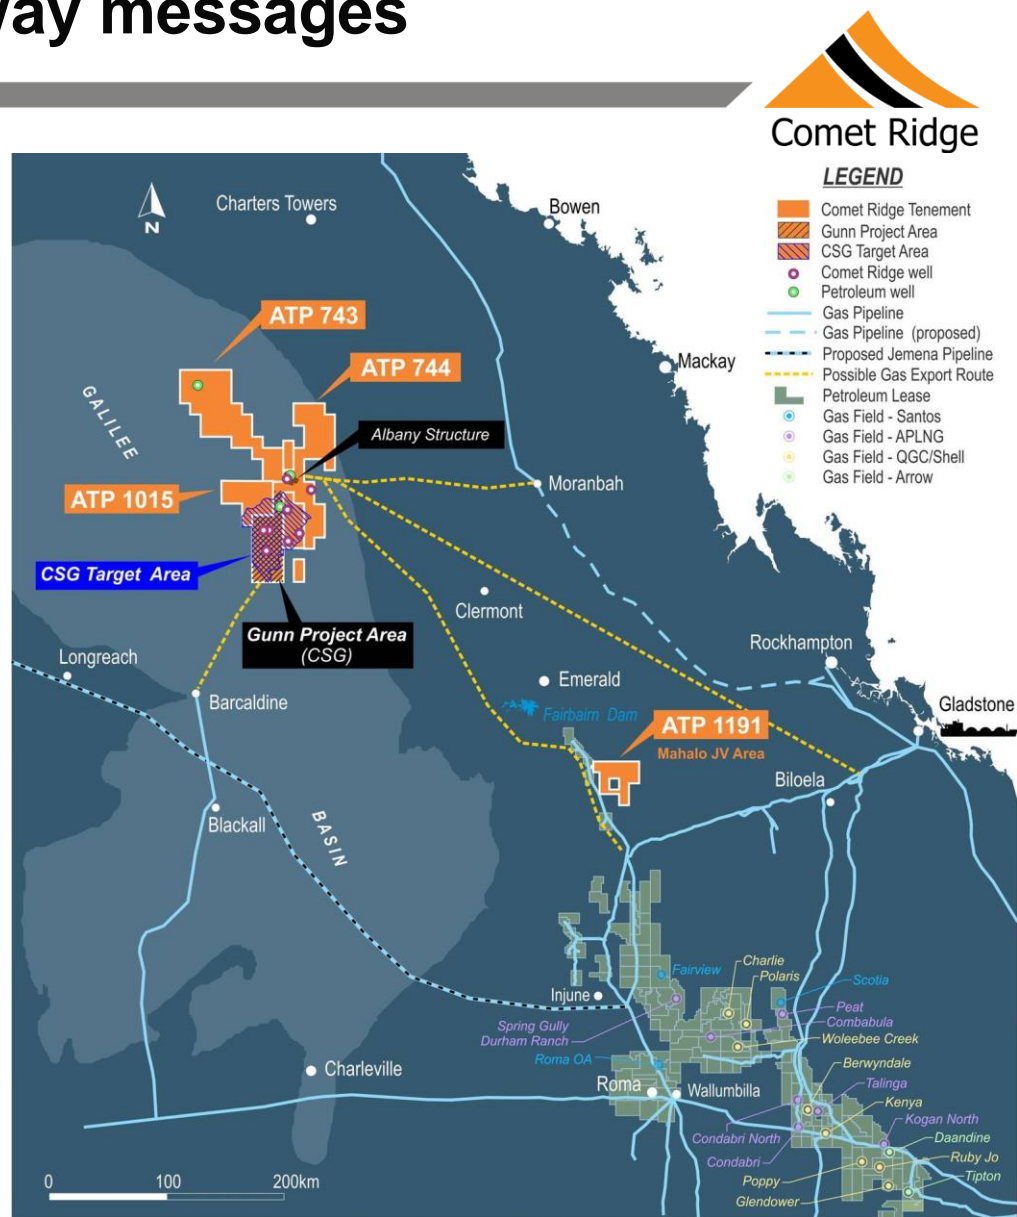 vay messages
Comet Ridge
LEGEND
Comet Ridge Tenement
Gunn Project Area
CSG Target Area
Comet Ridge well
Petroleum well
Gas Pipeline
Gas Pipeline (proposed)
Proposed Jemena Pipeline
Possible Gas Export Route
Petroleum Lease
Gas Field - Santos
Gas Field - APLNG
Gas Field - QGC/Shell
Gas Field - Arrow
N
Charters Towers
Bowen
ATP 743
ATP 744
Mackay
GALILEE
Albany Structure
ATP 1015
Moranbah
CSG Target Area
Clermont
Gunn Project Area
(CSG)
Rockhampton
Longreach
Emerald
Barcaldine
Fairbairn Dam
Gladstone
ATP 1191
Mahalo JV Area
Biloela
Blackall
BASIN
Charlie
Fairview
Polaris
Scotia
Injune
Peat
Spring Gully
Combabula
Durham Ranch
Woleebee Creek
Roma OA
Berwyndale
Charleville
Talinga
Roma
Wallumbilla
Kenya
Kogan North
Condabri North
Daandine
Condabri
Ruby Jo
Poppy
Tipton
Glendower
0 100 200km